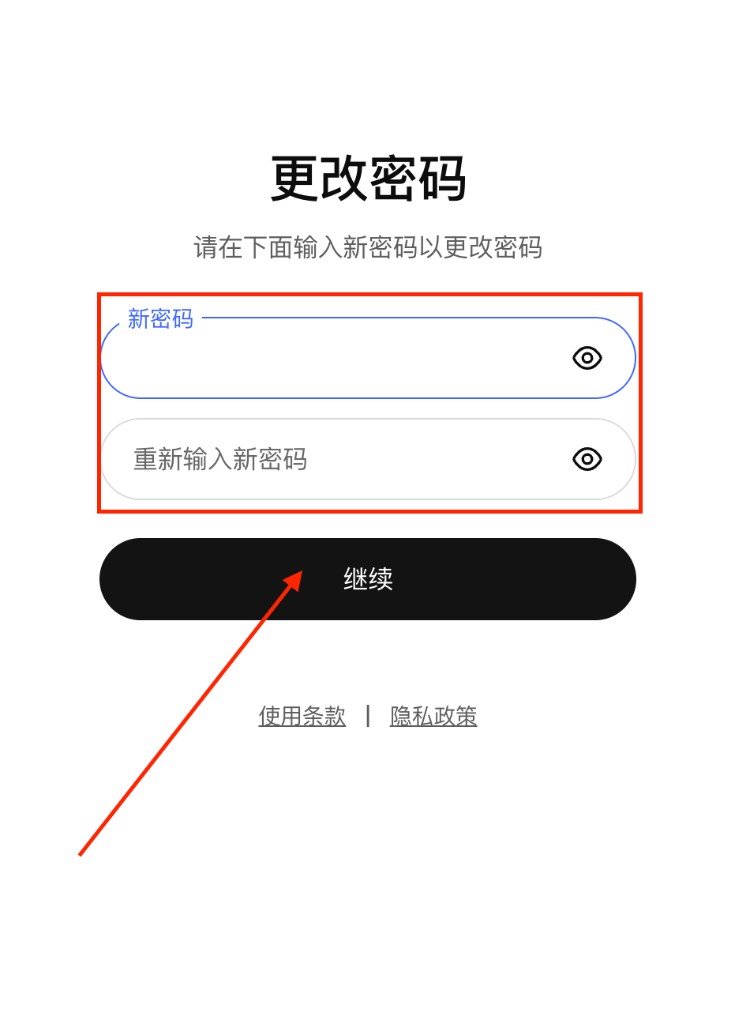 更改密码
请在下面输入新密码以更改密码
新密码
重新输入新密码
继续
使用条款 | 隐私政策